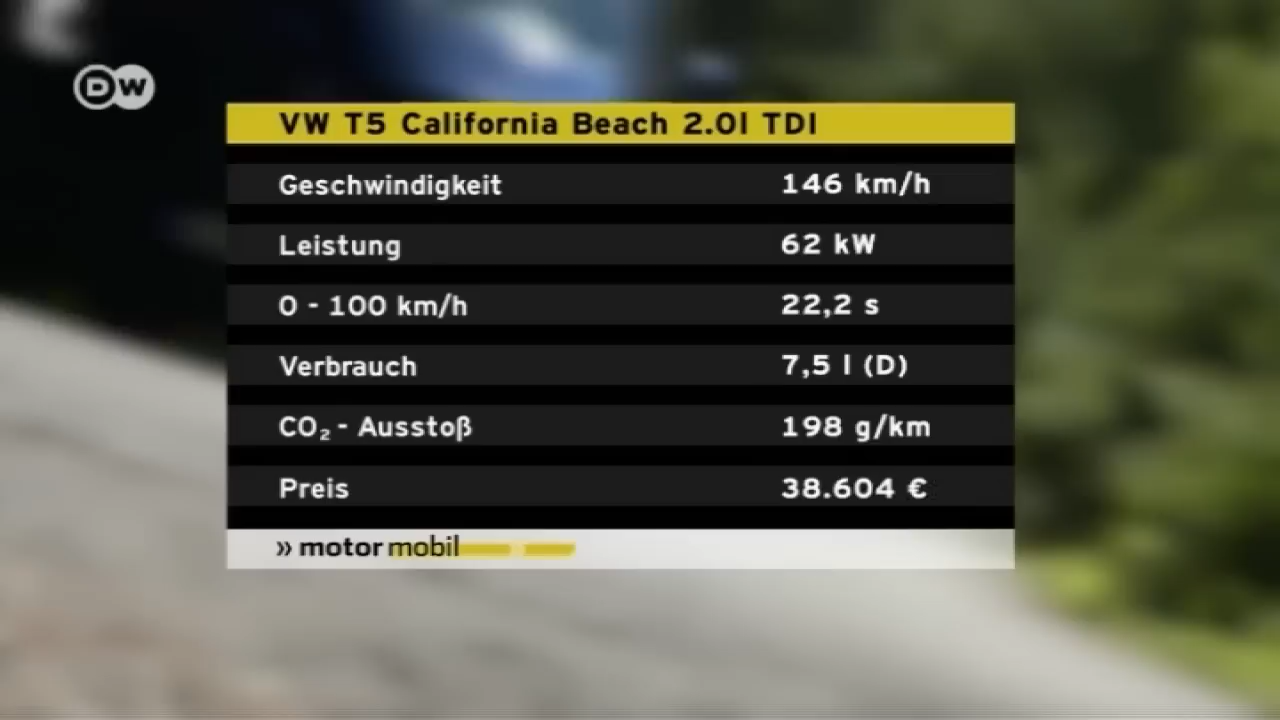 DW
VW T5 California Beach 2.0l TDI
Geschwindigkeit 146 km/h
Leistung 62 kW
0 - 100 km/h 22,2 s
Verbrauch 7,5 l (D)
CO₂ - Ausstoß 198 g/km
Preis 38.604 €
» motor mobil